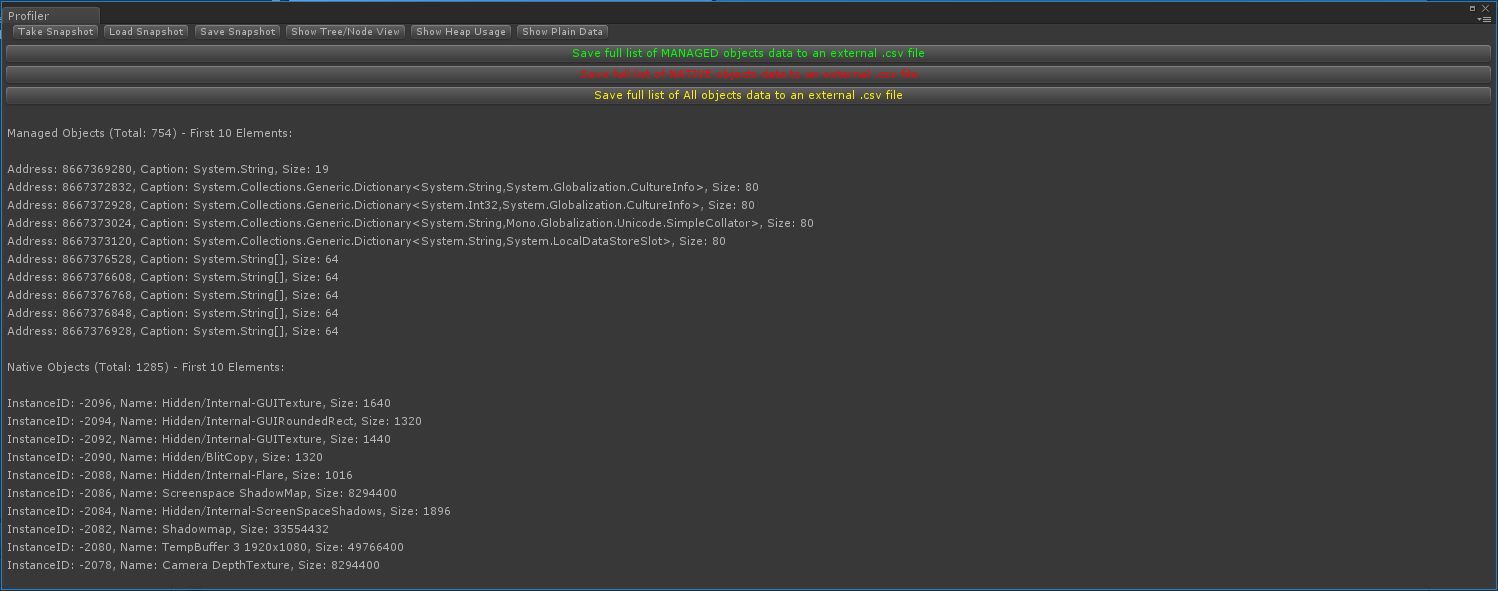 Profiler
Take Snapshot Load Snapshot Save Snapshot Show Tree/Node View Show Heap Usage Show Plain Data
Save full list of MANAGED objects data to an external .csv file
Save full list of NATIVE objects data to an external .csv file
Save full list of All objects data to an external .csv file
Managed Objects (Total: 754) - First 10 Elements:
Address: 8667369280, Caption: System.String, Size: 19
Address: 8667372832, Caption: System.Collections.Generic.Dictionary<System.String,System.Globalization.CultureInfo>, Size: 80
Address: 8667372928, Caption: System.Collections.Generic.Dictionary<System.Int32,System.Globalization.CultureInfo>, Size: 80
Address: 8667373024, Caption: System.Collections.Generic.Dictionary<System.String,Mono.Globalization.Unicode.SimpleCollator>, Size: 80
Address: 8667373120, Caption: System.Collections.Generic.Dictionary<System.String,System.LocalDataStoreSlot>, Size: 80
Address: 8667376528, Caption: System.String[], Size: 64
Address: 8667376608, Caption: System.String[], Size: 64
Address: 8667376768, Caption: System.String[], Size: 64
Address: 8667376848, Caption: System.String[], Size: 64
Address: 8667376928, Caption: System.String[], Size: 64
Native Objects (Total: 1285) - First 10 Elements:
InstanceID: -2096, Name: Hidden/Internal-GUITexture, Size: 1640
InstanceID: -2094, Name: Hidden/Internal-GUIRoundedRect, Size: 1320
InstanceID: -2092, Name: Hidden/Internal-GUITexture, Size: 1440
InstanceID: -2090, Name: Hidden/BlitCopy, Size: 1320
InstanceID: -2088, Name: Hidden/Internal-Flare, Size: 1016
InstanceID: -2086, Name: Screenspace ShadowMap, Size: 8294400
InstanceID: -2084, Name: Hidden/Internal-ScreenSpaceShadows, Size: 1896
InstanceID: -2082, Name: Shadowmap, Size: 33554432
InstanceID: -2080, Name: TempBuffer 3 1920x1080, Size: 49766400
InstanceID: -2078, Name: Camera DepthTexture, Size: 8294400